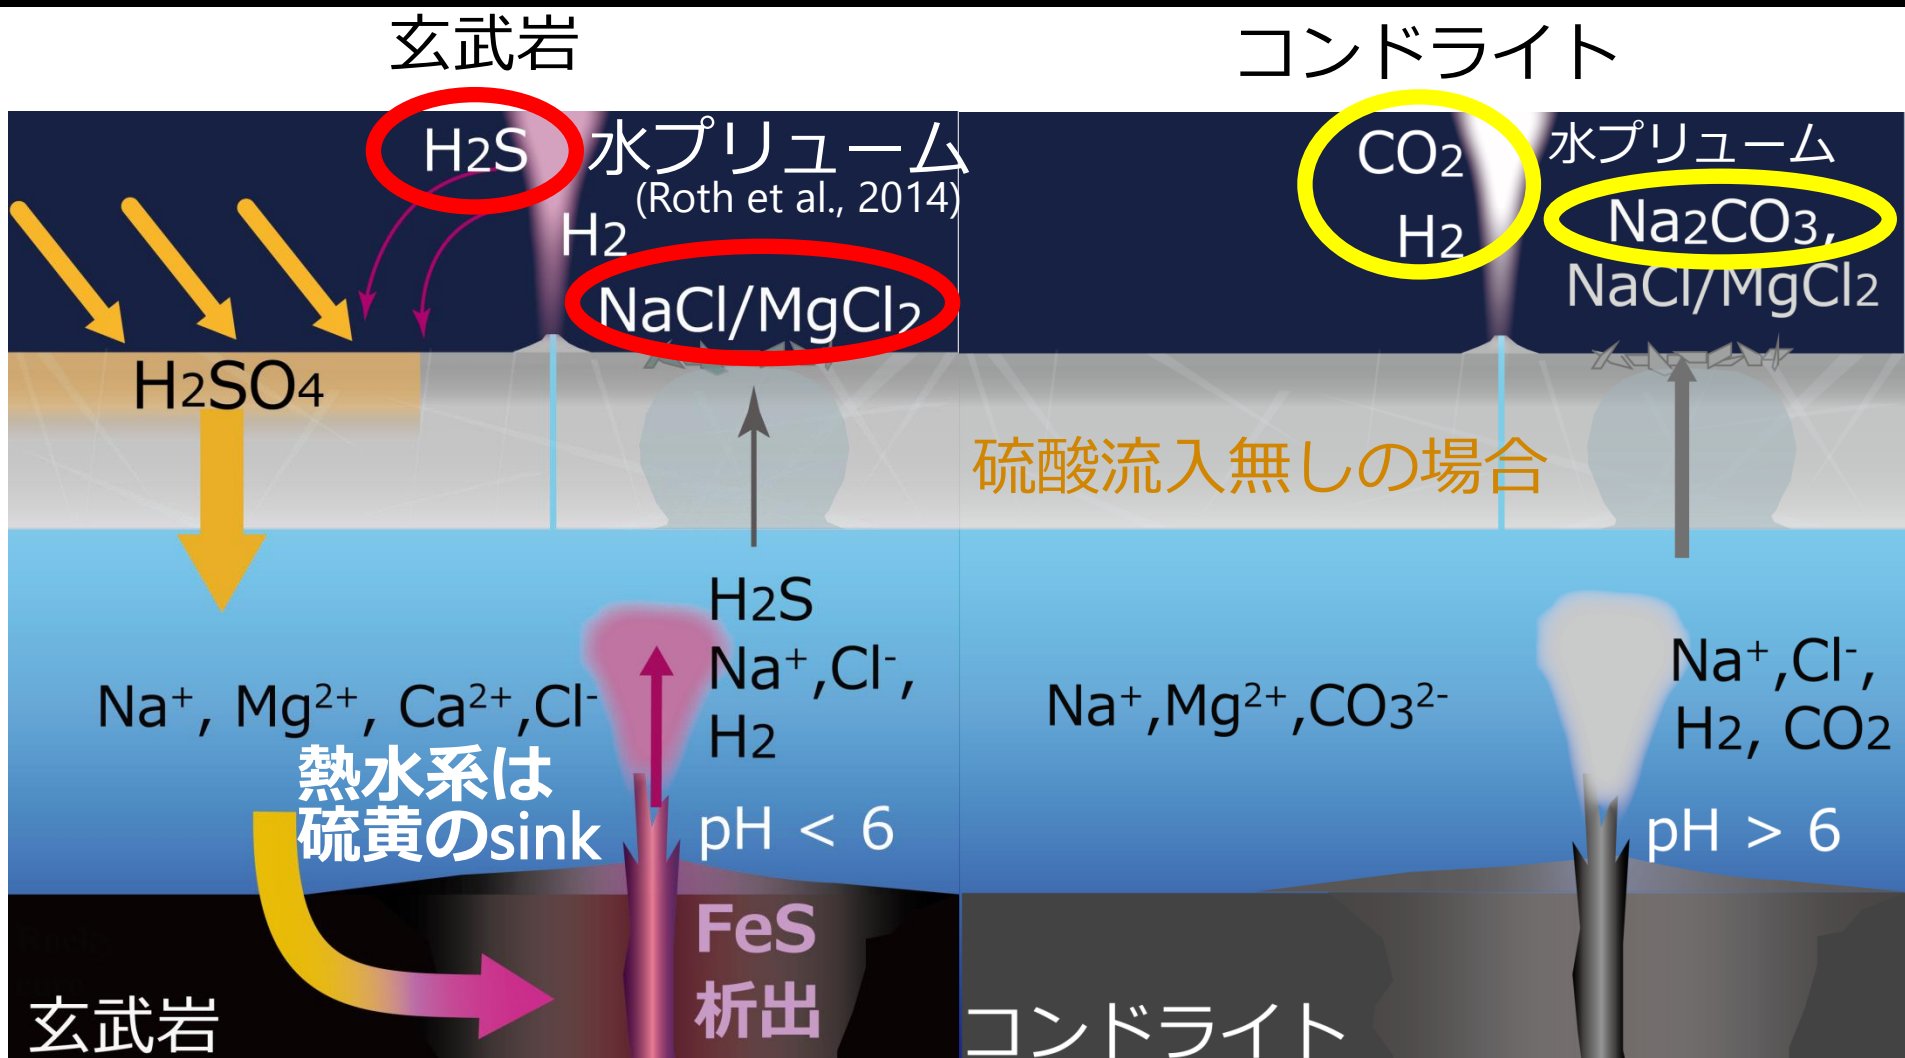 玄武岩
コンドライト
H2S
水プリューム
(Roth et al., 2014)
H2
NaCl/MgCl2
H2SO4
H2S
Na⁺,Cl⁻,
H2
Na⁺, Mg²⁺, Ca²⁺,Cl⁻
熱水系は
硫黄のsink
pH < 6
FeS
析出
玄武岩
CO2
水プリューム
H2
Na2CO3,
NaCl/MgCl2
硫酸流入無しの場合
Na⁺,Cl⁻,
H2, CO2
Na⁺,Mg²⁺,CO3²⁻
pH > 6
コンドライト